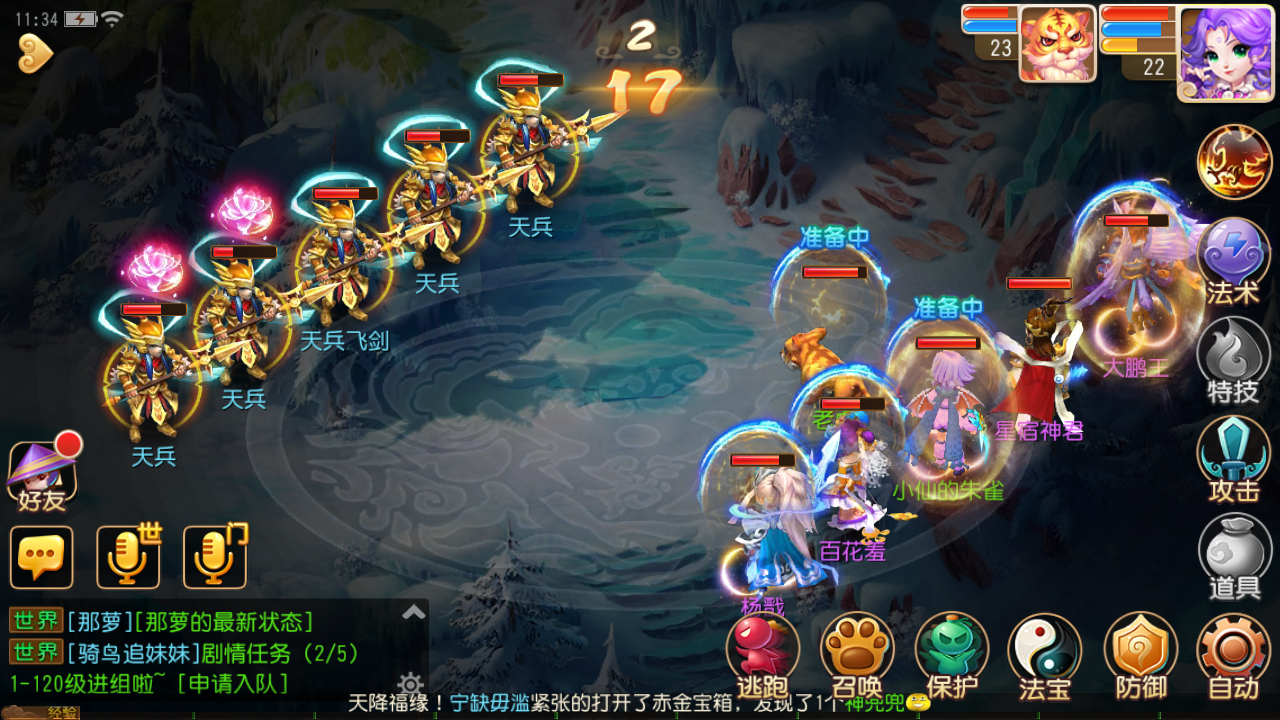 11:34
2
17
23
22
天兵
天兵
天兵飞剑
天兵
天兵
准备中
准备中
大鹏王
星宿神君
小仙的朱雀
百花羞
杨戬
法术
特技
攻击
道具
好友
世
门
世界 [那萝][那萝的最新状态]
世界 [骑鸟追妹妹]剧情任务（2/5）
1-120级进组啦~ [申请入队]
逃跑
召唤
保护
法宝
防御
自动
天降福缘！宁缺毋滥紧张的打开了赤金宝箱，发现了1个神兜兜
经验